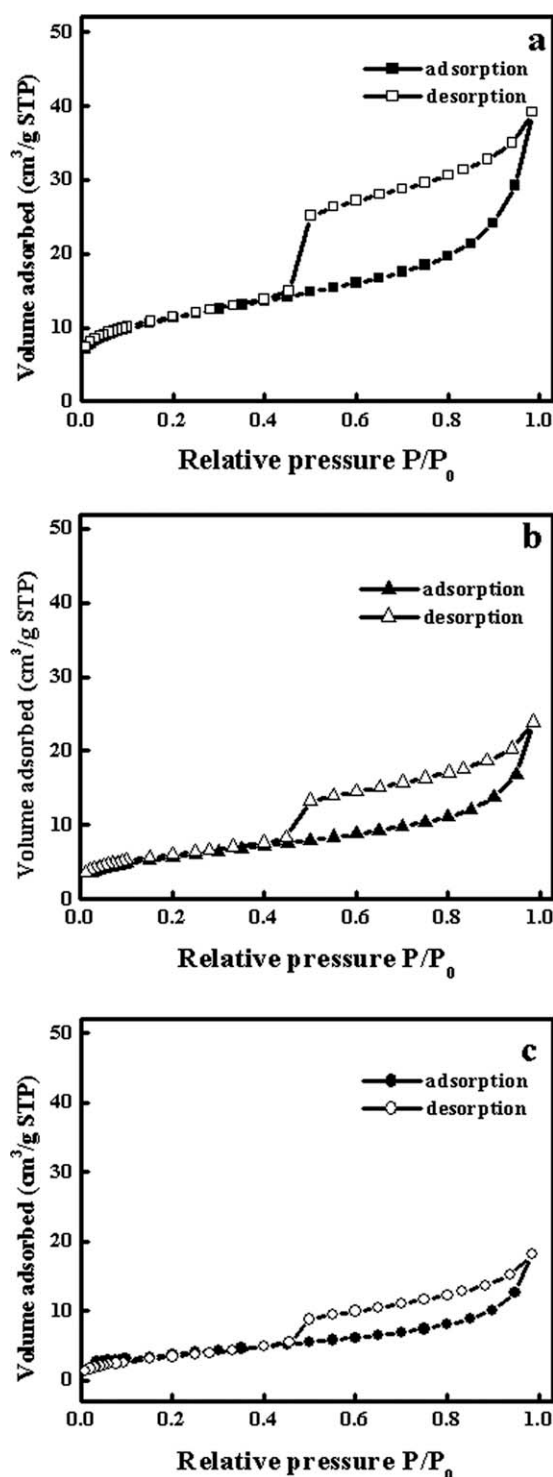 a
adsorption
desorption
Volume adsorbed (cm³/g STP)
50
40
30
20
10
0
0.0 0.2 0.4 0.6 0.8 1.0
Relative pressure P/P₀
b
adsorption
desorption
Volume adsorbed (cm³/g STP)
50
40
30
20
10
0
0.0 0.2 0.4 0.6 0.8 1.0
Relative pressure P/P₀
c
adsorption
desorption
Volume adsorbed (cm³/g STP)
50
40
30
20
10
0
0.0 0.2 0.4 0.6 0.8 1.0
Relative pressure P/P₀